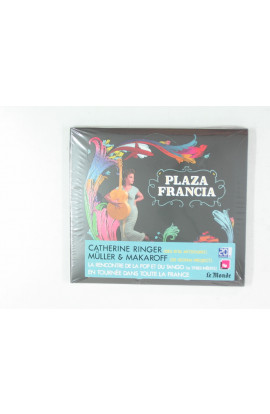 PLAZA
FRANCIA
CATHERINE RINGER
MÜLLER & MAKAROFF
LA RENCONTRE DE LA POP ET DU TANGO
EN TOURNÉE DANS TOUTE LA FRANCE
Le Monde